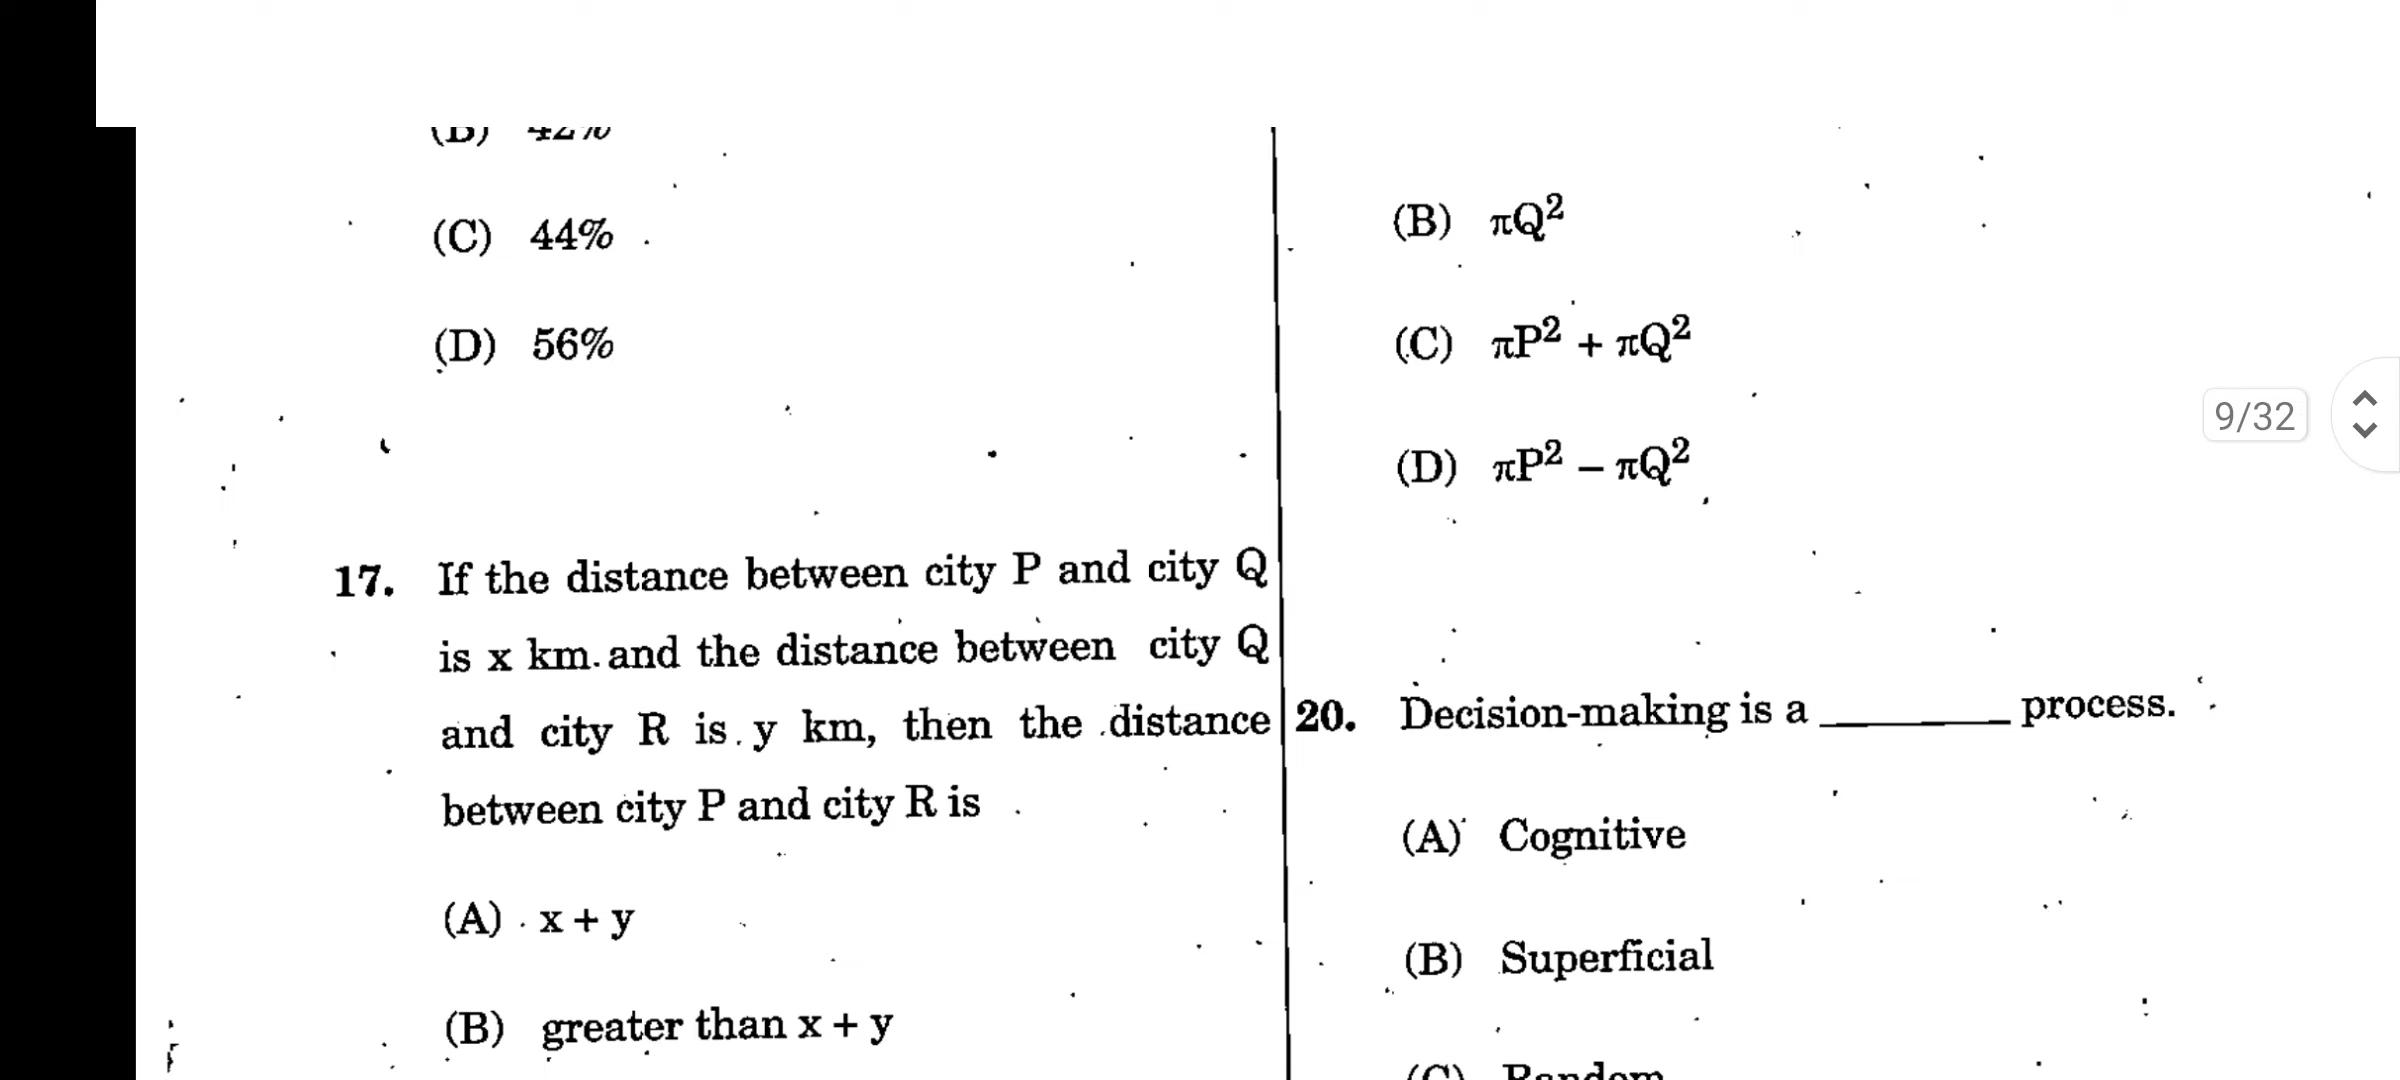 (B) 42%
(C) 44%
(D) 56%
17. If the distance between city P and city Q
is x km and the distance between city Q
and city R is y km, then the distance
between city P and city R is
(A) x + y
(B) greater than x + y
(B) πQ²
(C) πP² + πQ²
(D) πP² – πQ²
20. Decision-making is a ________ process.
(A) Cognitive
(B) Superficial
(C) Random
9/32